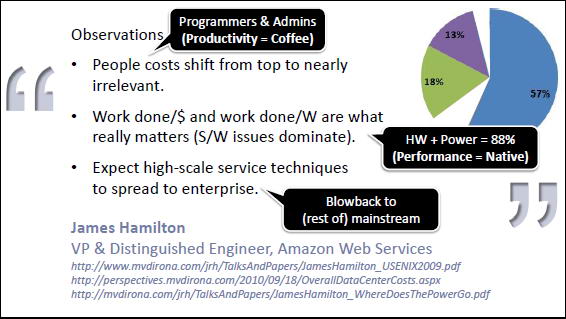 Observations
Programmers & Admins
(Productivity = Coffee)
• People costs shift from top to nearly
irrelevant.
• Work done/$ and work done/W are what
really matters (S/W issues dominate).
• Expect high-scale service techniques
to spread to enterprise.
13%
18%
57%
HW + Power = 88%
(Performance = Native)
Blowback to
(rest of) mainstream
James Hamilton
VP & Distinguished Engineer, Amazon Web Services
http://www.mvdirona.com/jrh/TalksAndPapers/JamesHamilton_USENIX2009.pdf
http://perspectives.mvdirona.com/2010/09/18/OverallDataCenterCosts.aspx
http://mvdirona.com/jrh/TalksAndPapers/JamesHamilton_WhereDoesThePowerGo.pdf